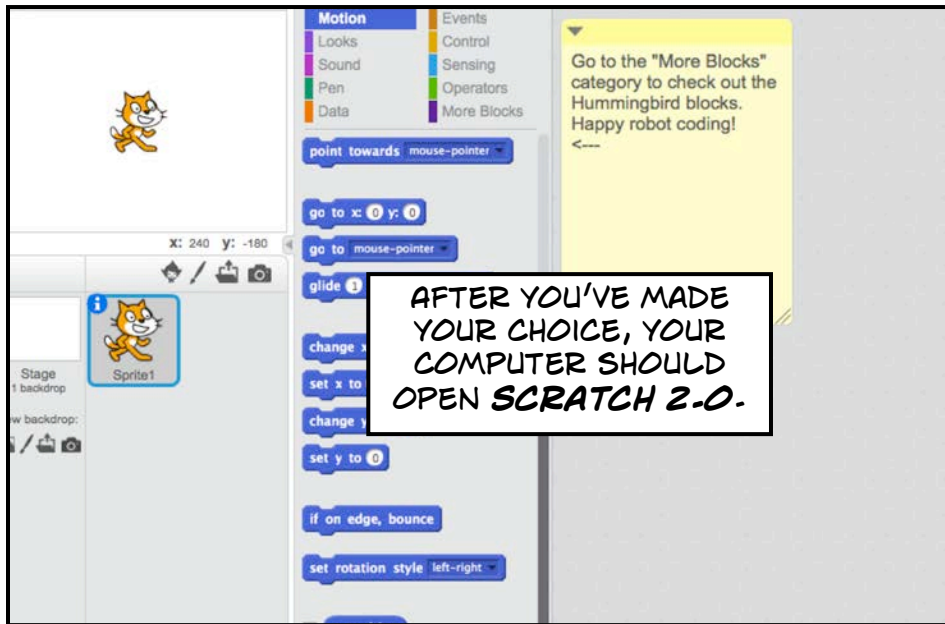 Motion
Looks
Sound
Pen
Data
Events
Control
Sensing
Operators
More Blocks
point towards mouse-pointer
go to x: 0 y: 0
go to mouse-pointer
glide 1
change x
set x to
change y
set y to 0
if on edge, bounce
set rotation style left-right
Go to the "More Blocks"
category to check out the
Hummingbird blocks.
Happy robot coding!
<---
AFTER YOU'VE MADE
YOUR CHOICE, YOUR
COMPUTER SHOULD
OPEN SCRATCH 2.0.
X: 240 y: -180
Stage
1 backdrop
backdrop:
Sprite1